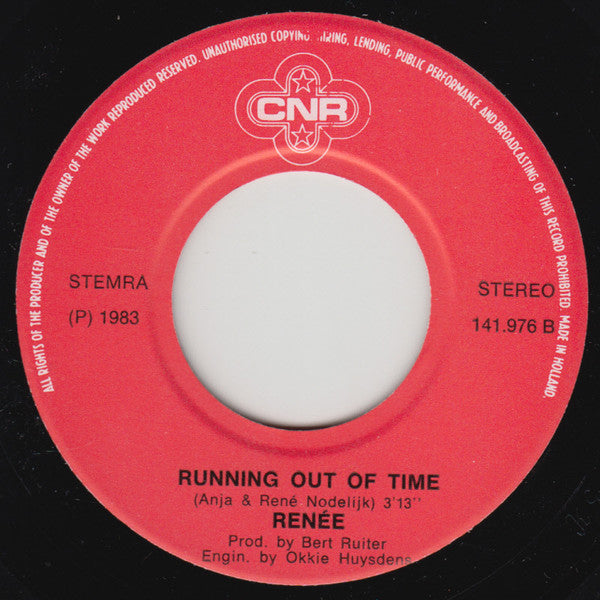 ALL RIGHTS OF THE PRODUCER AND OF THE OWNER OF THE WORK REPRODUCED RESERVED. UNAUTHORISED COPYING HIRING, LENDING, PUBLIC PERFORMANCE AND BROADCASTING OF THIS RECORD PROHIBITED. MADE IN HOLLAND.
CNR
STEMRA
STEREO
(P) 1983
141.976 B
RUNNING OUT OF TIME
(Anja & René Nodelijk) 3'13''
RENÉE
Prod. by Bert Ruiter
Engin. by Okkie Huysdens